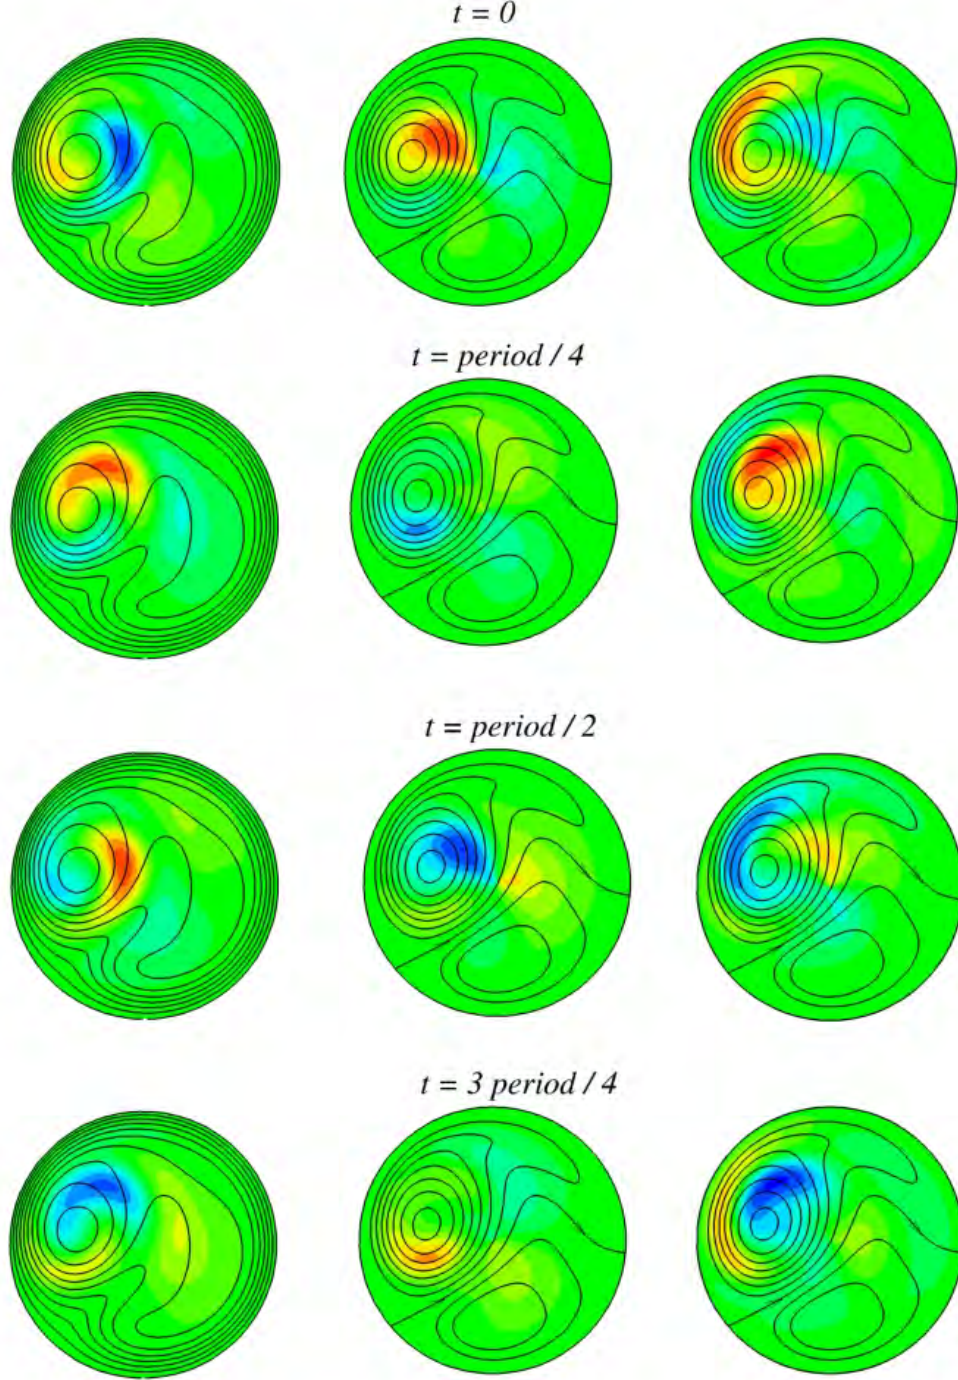 t = 0
t = period / 4
t = period / 2
t = 3 period / 4